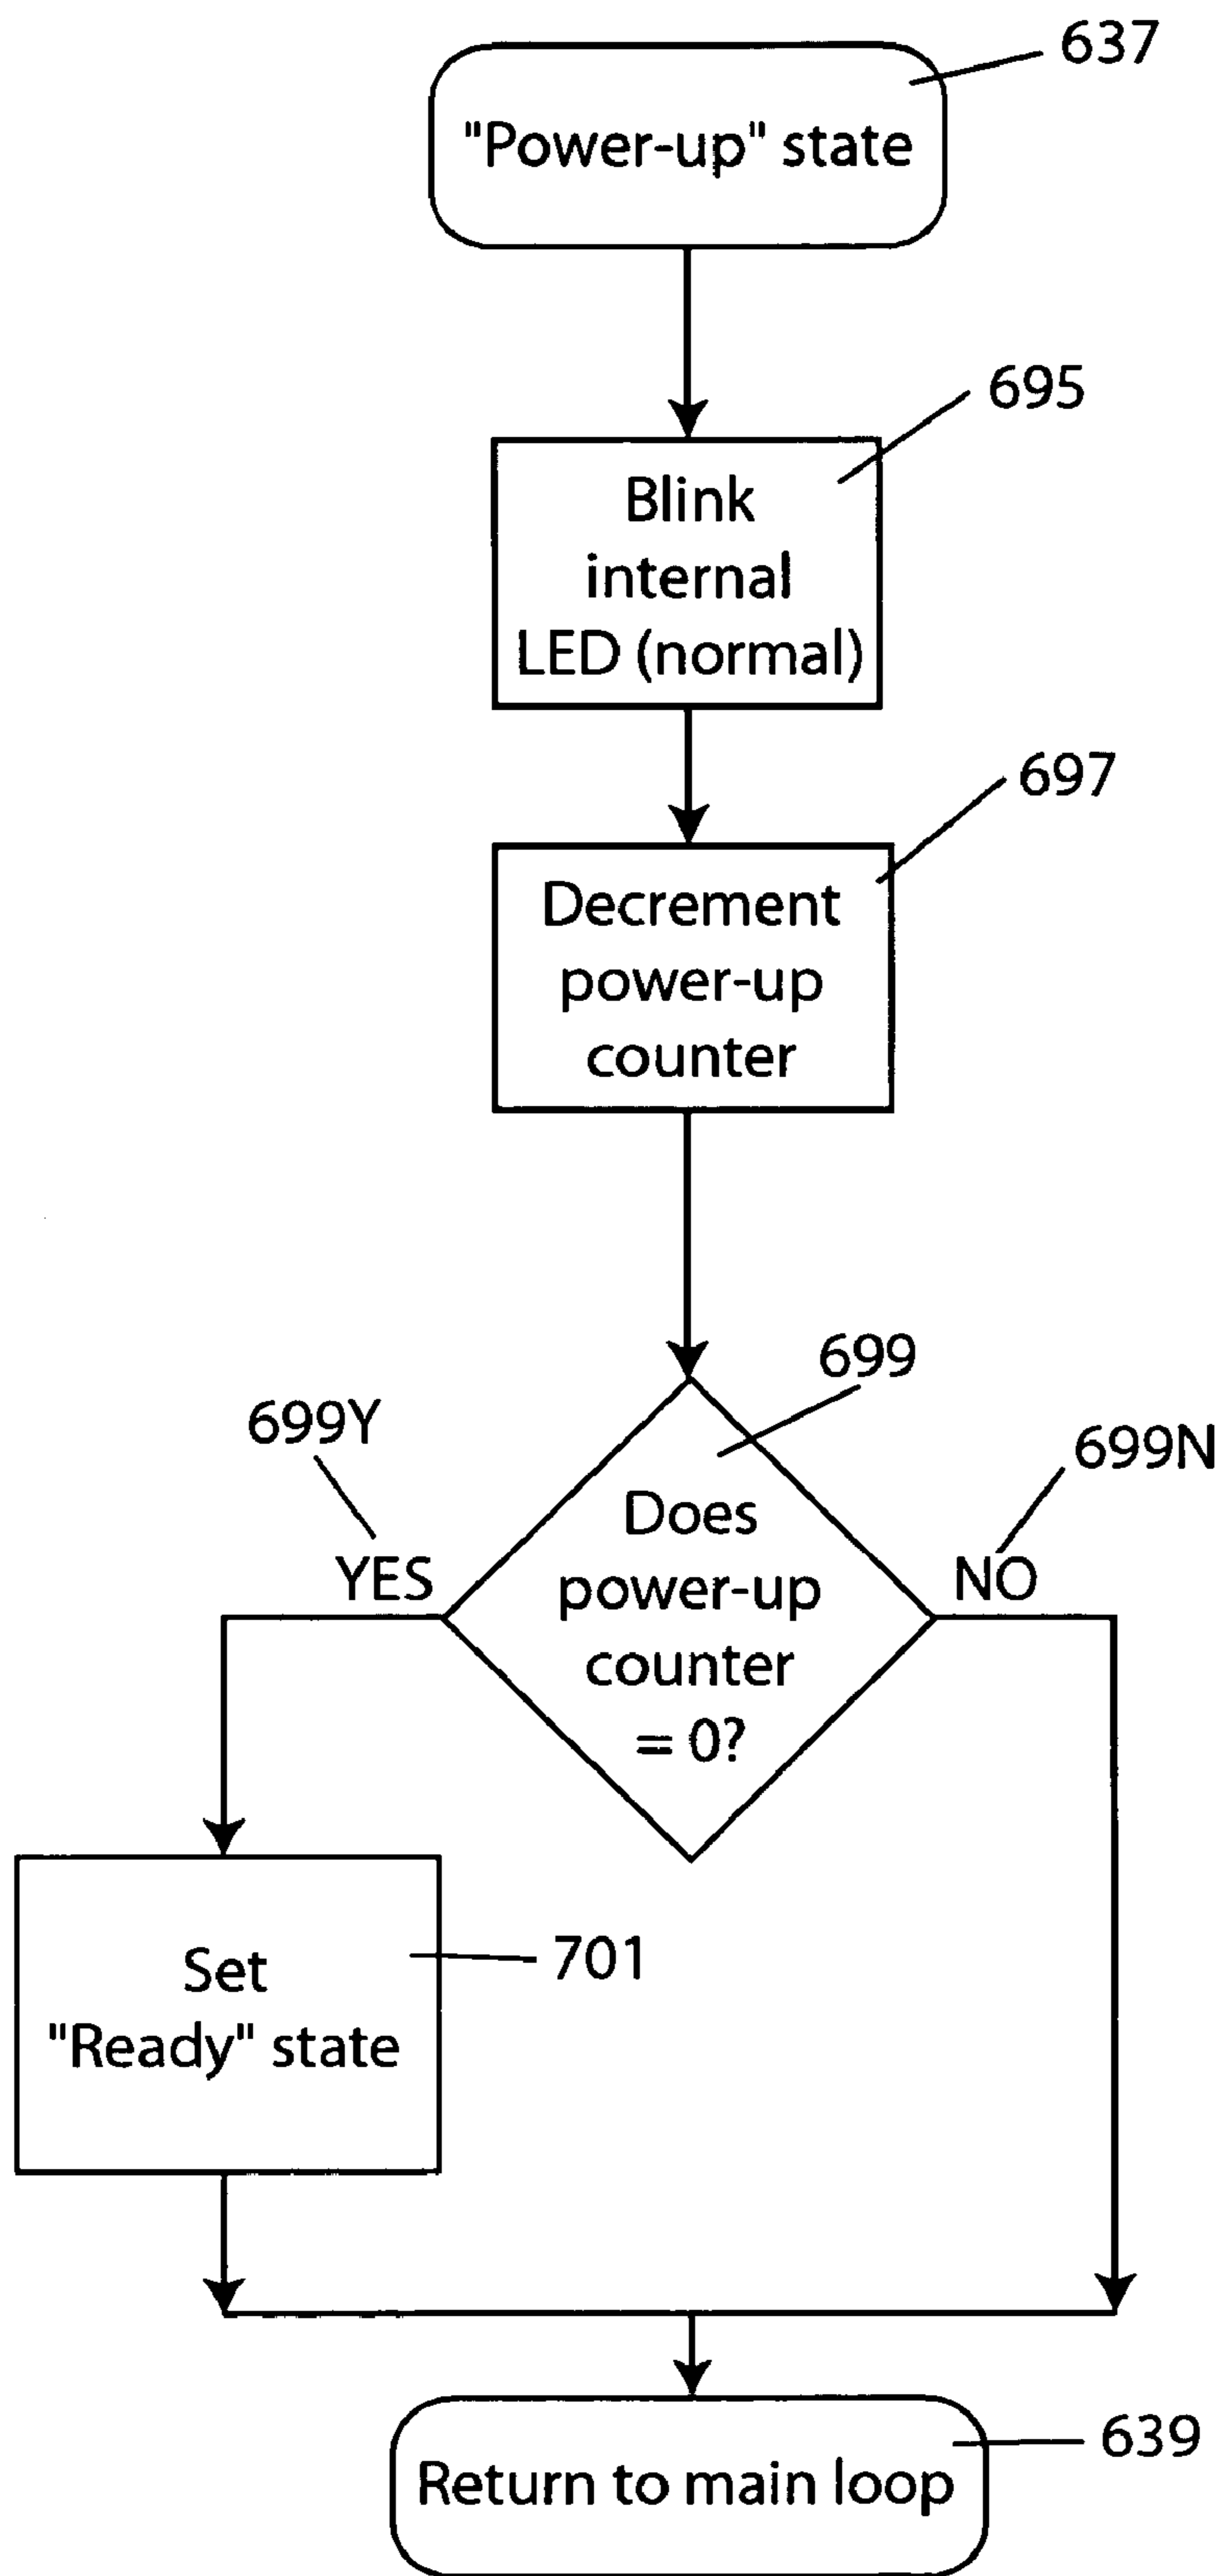 637
"Power-up" state
695
Blink
internal
LED (normal)
697
Decrement
power-up
counter
699
699Y
699N
Does
YES
NO
power-up
counter
= 0?
701
Set
"Ready" state
639
Return to main loop